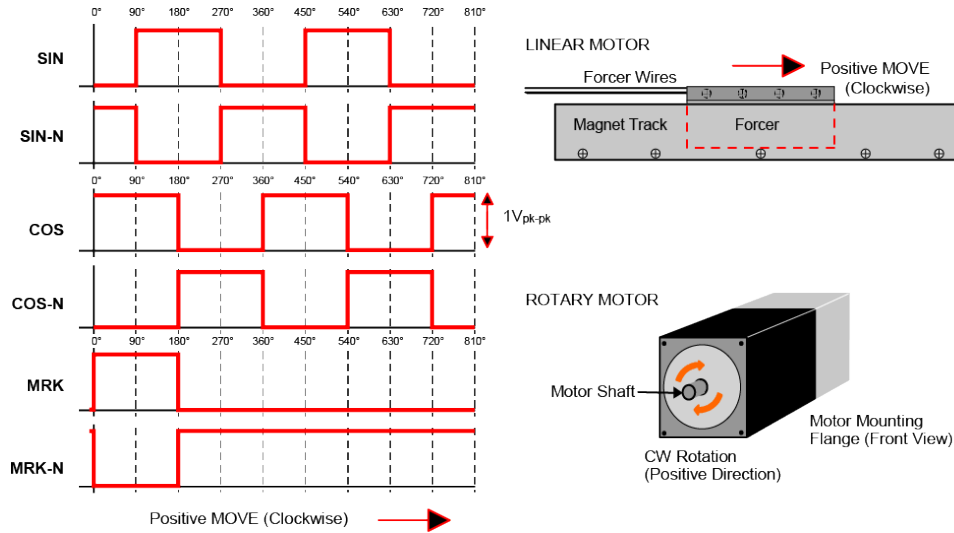 0° 90° 180° 270° 360° 450° 540° 630° 720° 810°
SIN
SIN-N
0° 90° 180° 270° 360° 450° 540° 630° 720° 810°
COS
1Vpk-pk
COS-N
0° 90° 180° 270° 360° 450° 540° 630° 720° 810°
MRK
MRK-N
Positive MOVE (Clockwise)
LINEAR MOTOR
Forcer Wires
Positive MOVE
(Clockwise)
Magnet Track
Forcer
ROTARY MOTOR
Motor Shaft
Motor Mounting
Flange (Front View)
CW Rotation
(Positive Direction)